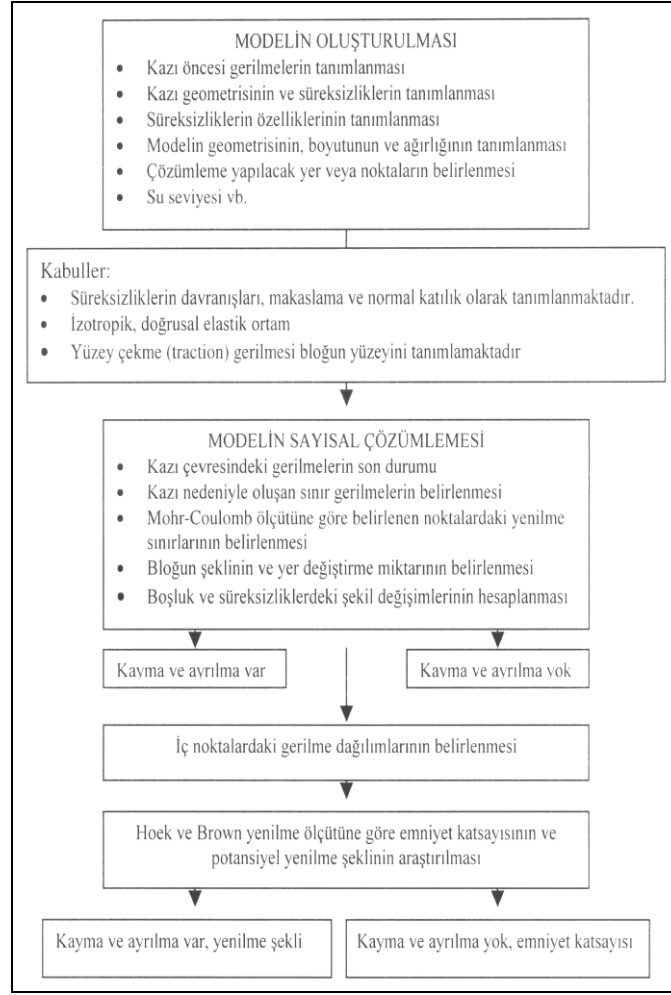 MODELİN OLUŞTURULMASI
• Kazı öncesi gerilmelerin tanımlanması
• Kazı geometrisinin ve süreksizliklerin tanımlanması
• Süreksizliklerin özelliklerinin tanımlanması
• Modelin geometrisinin, boyutunun ve ağırlığının tanımlanması
• Çözümleme yapılacak yer veya noktaların belirlenmesi
• Su seviyesi vb.
Kabuller:
• Süreksizliklerin davranışları, makaslama ve normal katılık olarak tanımlanmaktadır.
• İzotropik, doğrusal elastik ortam
• Yüzey çekme (traction) gerilmesi bloğun yüzeyini tanımlamaktadır
MODELİN SAYISAL ÇÖZÜMLEMESİ
• Kazı çevresindeki gerilmelerin son durumu
• Kazı nedeniyle oluşan sınır gerilmelerin belirlenmesi
• Mohr-Coulomb ölçütüne göre belirlenen noktalardaki yenilme
sınırlarının belirlenmesi
• Bloğun şeklinin ve yer değiştirme miktarının belirlenmesi
• Boşluk ve süreksizliklerdeki şekil değişimlerinin hesaplanması
Kayma ve ayrılma var
Kayma ve ayrılma yok
İç noktalardaki gerilme dağılımlarının belirlenmesi
Hoek ve Brown yenilme ölçütüne göre emniyet katsayısının ve
potansiyel yenilme şeklinin araştırılması
Kayma ve ayrılma var, yenilme şekli
Kayma ve ayrılma yok, emniyet katsayısı